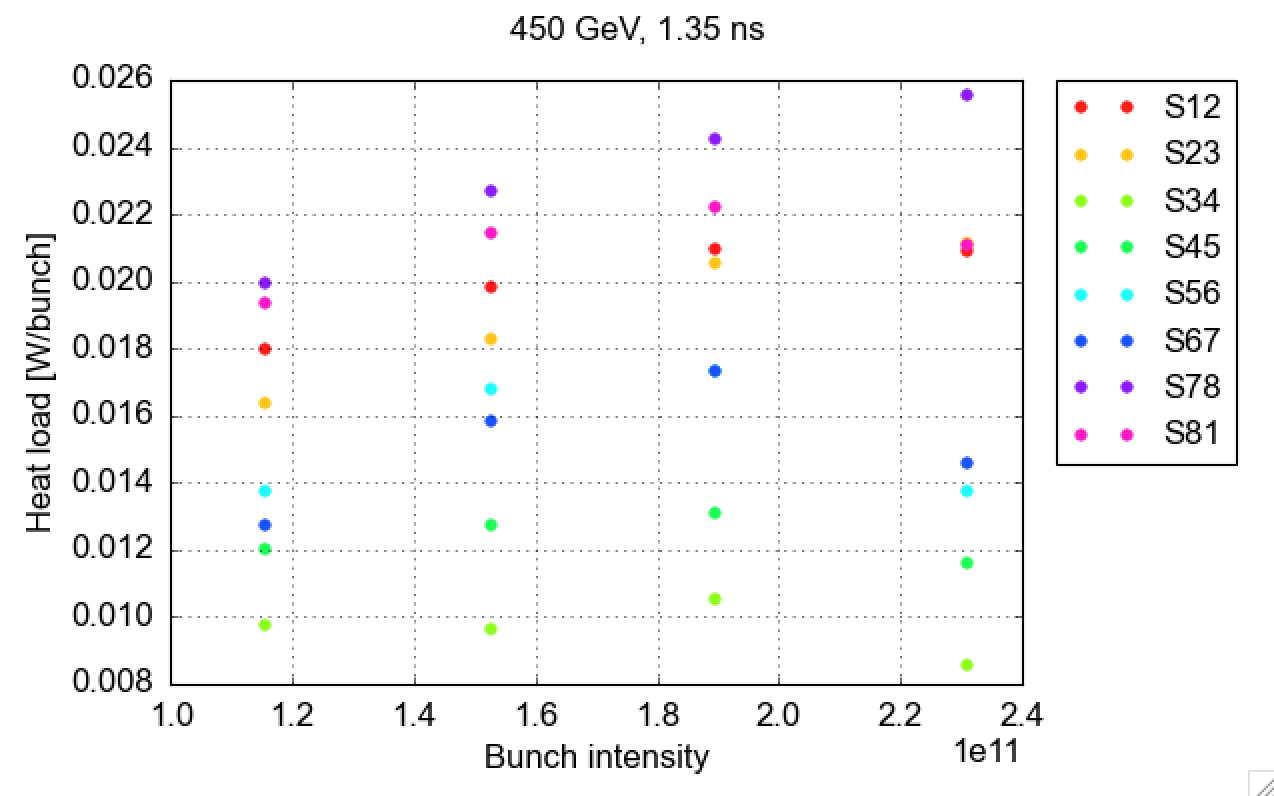 450 GeV, 1.35 ns
0.026
0.024
0.022
0.020
0.018
0.016
0.014
0.012
0.010
0.008
Heat load [W/bunch]
1.0 1.2 1.4 1.6 1.8 2.0 2.2 2.4
1e11
Bunch intensity
S12
S23
S34
S45
S56
S67
S78
S81